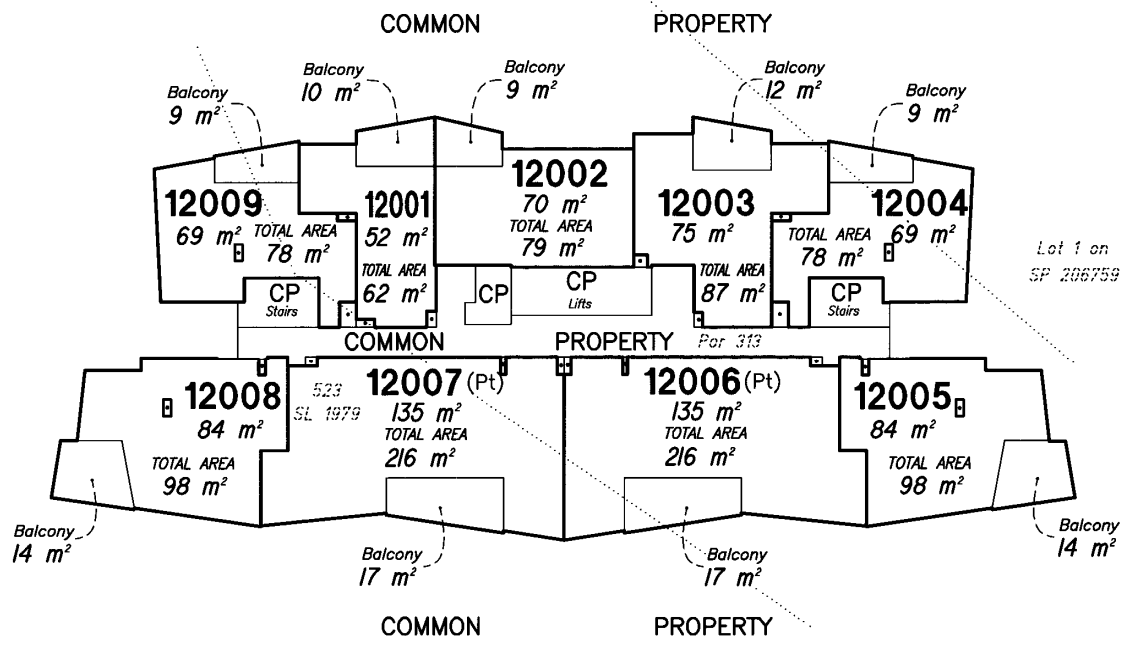 COMMON PROPERTY
Balcony
9 m²
Balcony
10 m²
Balcony
9 m²
Balcony
12 m²
Balcony
9 m²
12009
69 m²
TOTAL AREA
78 m²
12001
52 m²
TOTAL AREA
62 m²
12002
70 m²
TOTAL AREA
79 m²
12003
75 m²
TOTAL AREA
87 m²
12004
69 m²
TOTAL AREA
78 m²
Lot 1 on
SP 206759
CP
Stairs
CP
CP
Lifts
CP
Stairs
COMMON PROPERTY
Por 313
12008
84 m²
TOTAL AREA
98 m²
523
SL 1979
12007 (Pt)
135 m²
TOTAL AREA
216 m²
12006 (Pt)
135 m²
TOTAL AREA
216 m²
12005
84 m²
TOTAL AREA
98 m²
Balcony
14 m²
Balcony
17 m²
Balcony
17 m²
Balcony
14 m²
COMMON PROPERTY